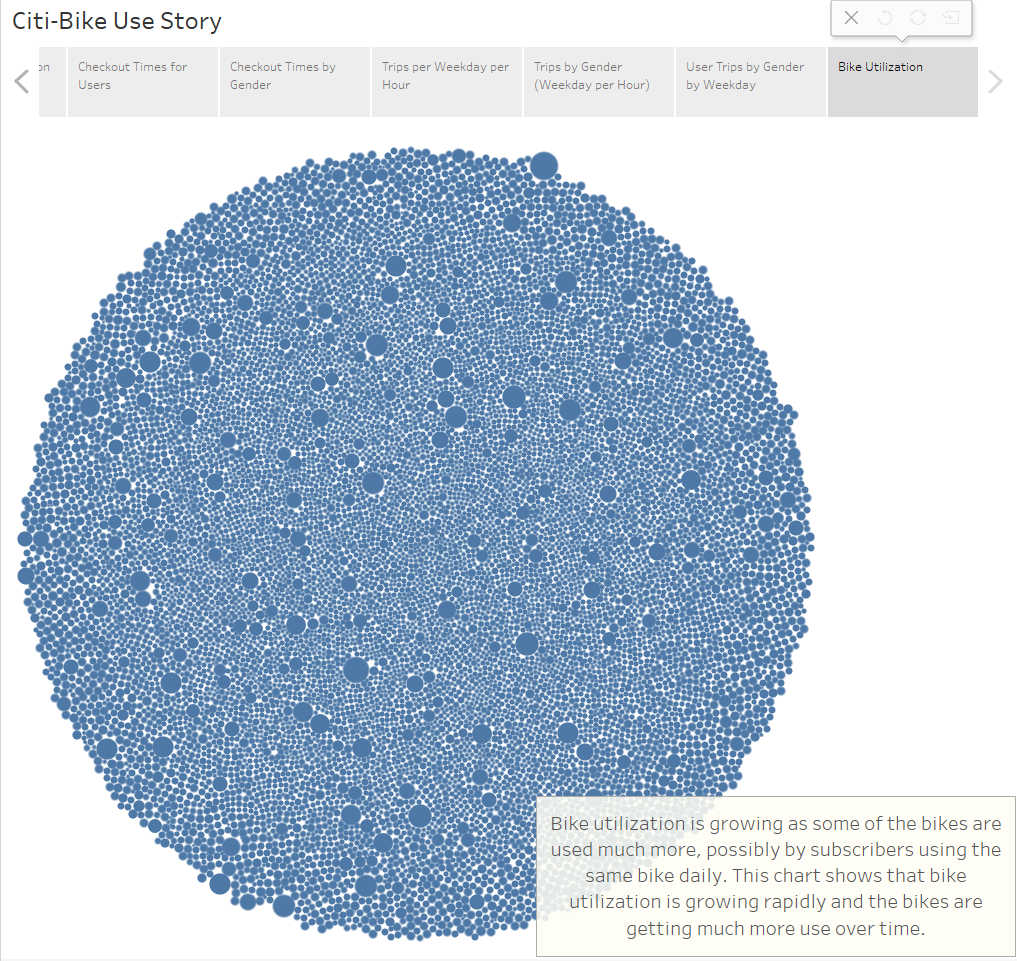 Citi-Bike Use Story
on
Checkout Times for
Users
Checkout Times by
Gender
Trips per Weekday per
Hour
Trips by Gender
(Weekday per Hour)
User Trips by Gender
by Weekday
Bike Utilization
Bike utilization is growing as some of the bikes are
used much more, possibly by subscribers using the
same bike daily. This chart shows that bike
utilization is growing rapidly and the bikes are
getting much more use over time.